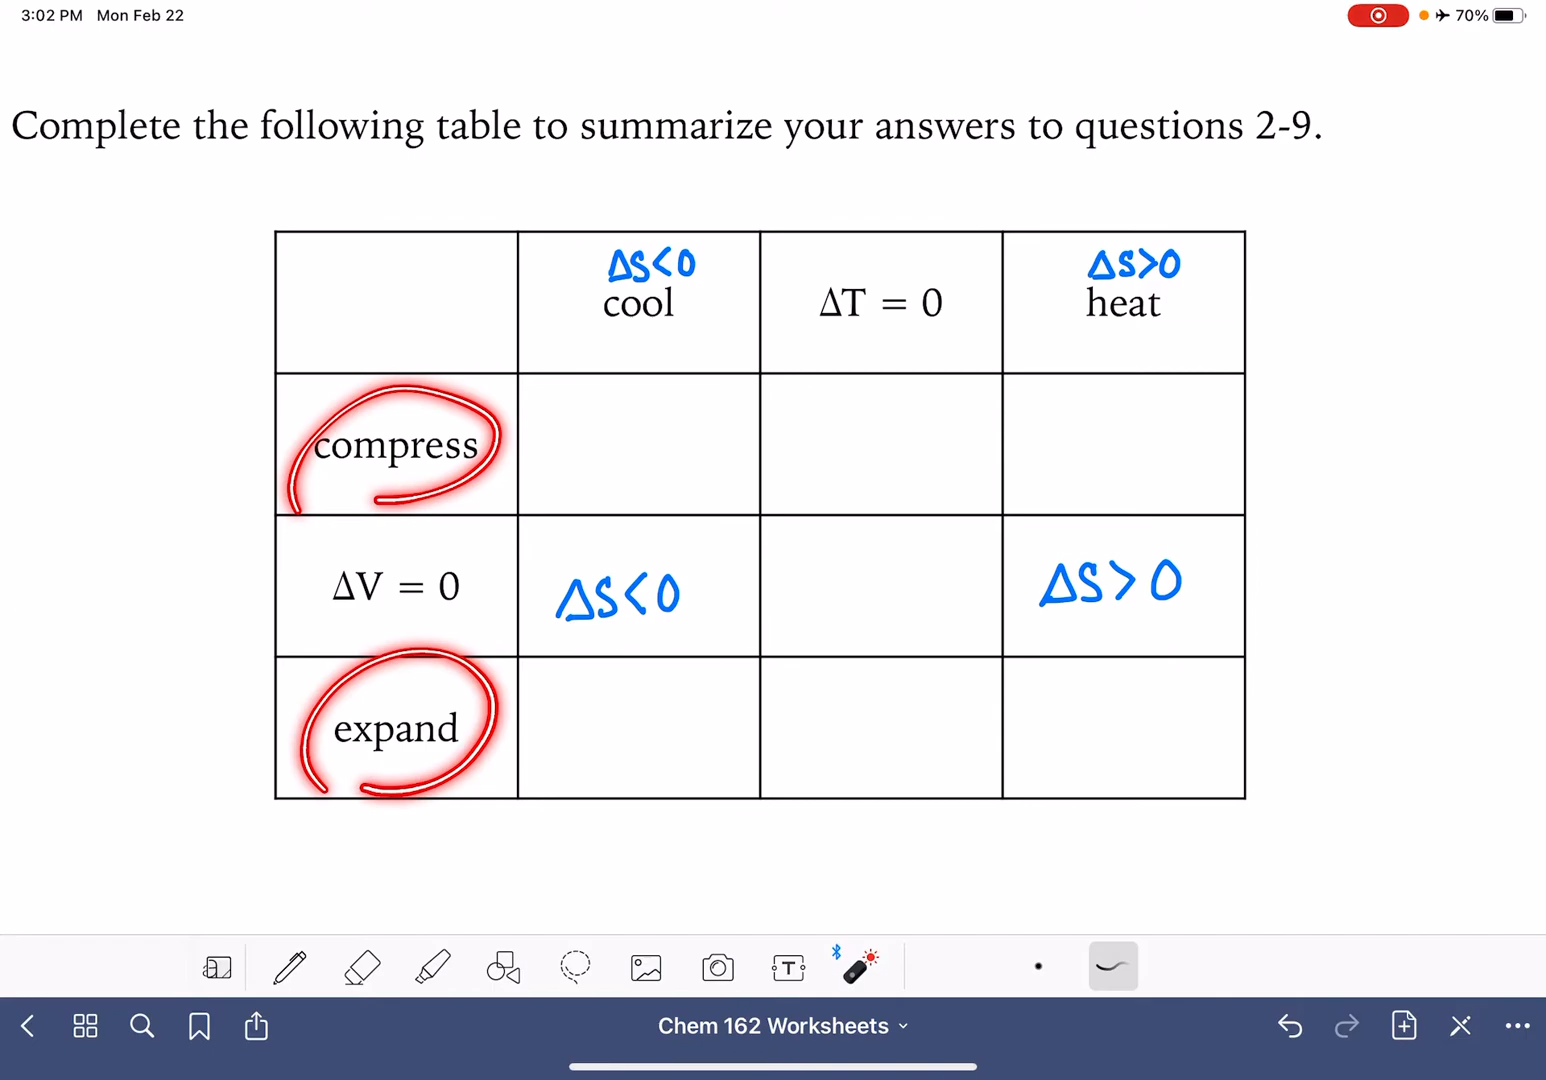 3:02 PM Mon Feb 22
70%
Complete the following table to summarize your answers to questions 2-9.
ΔS<0
ΔS>0
cool
ΔT = 0
heat
compress
ΔV = 0
ΔS<0
ΔS>0
expand
a
T
Chem 162 Worksheets